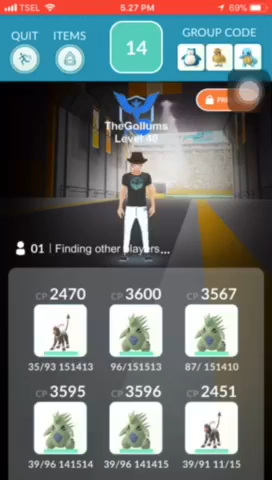 TSEL 5.27 PM 69%
QUIT ITEMS 14 GROUP CODE
TheGollums
Level 40
01 | Finding other players...
CP 2470 CP 3600 CP 3567
35/93 151413 96/151513 87/ 151410
CP 3595 CP 3596 CP 2451
39/96 141514 39/96 141415 39/91 11/15